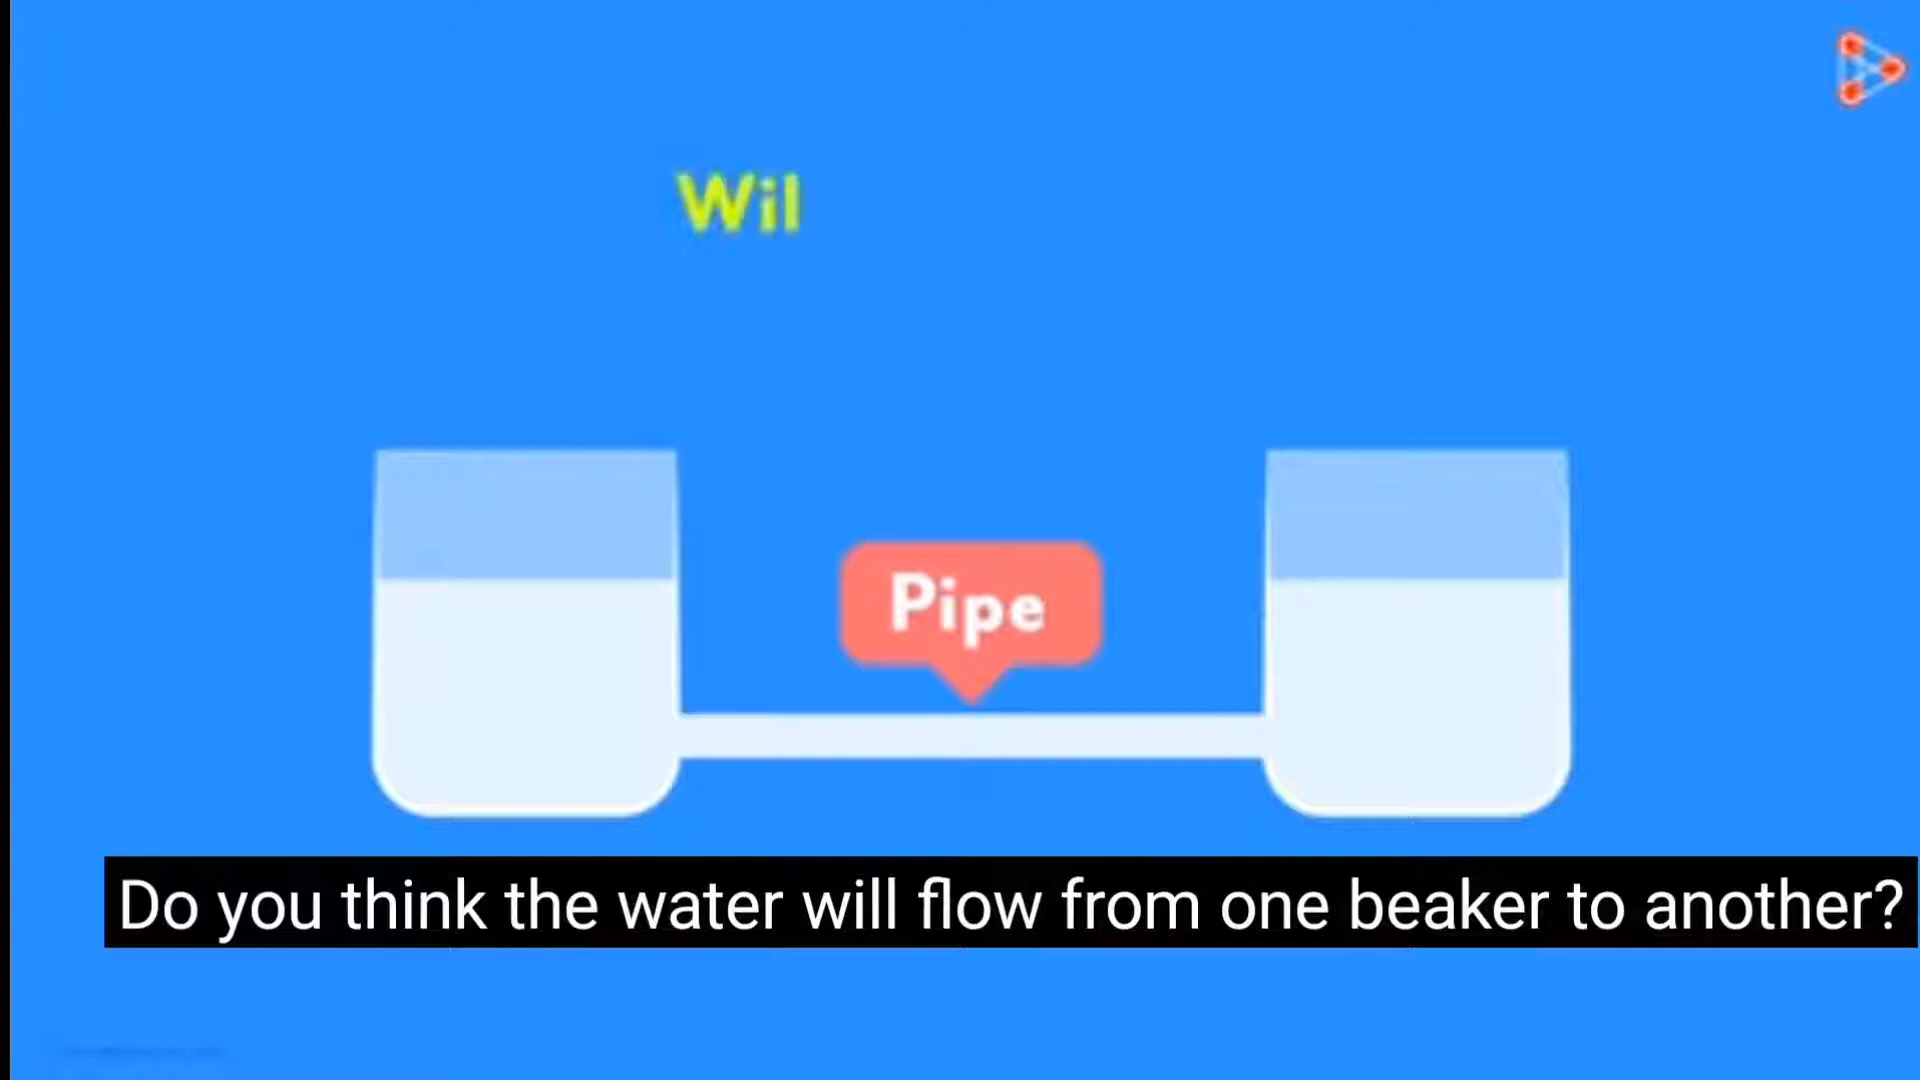 Wil
Pipe
Do you think the water will flow from one beaker to another?